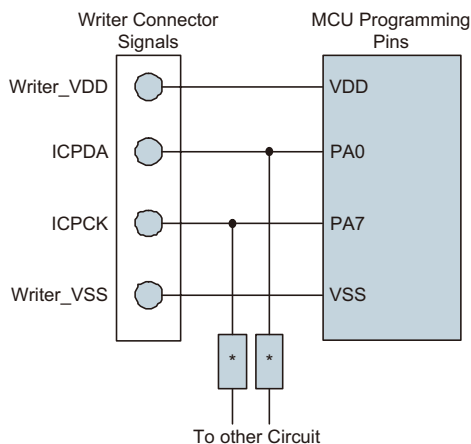 Writer Connector
Signals
MCU Programming
Pins
Writer_VDD
VDD
ICPDA
PA0
ICPCK
PA7
Writer_VSS
VSS
* *
To other Circuit